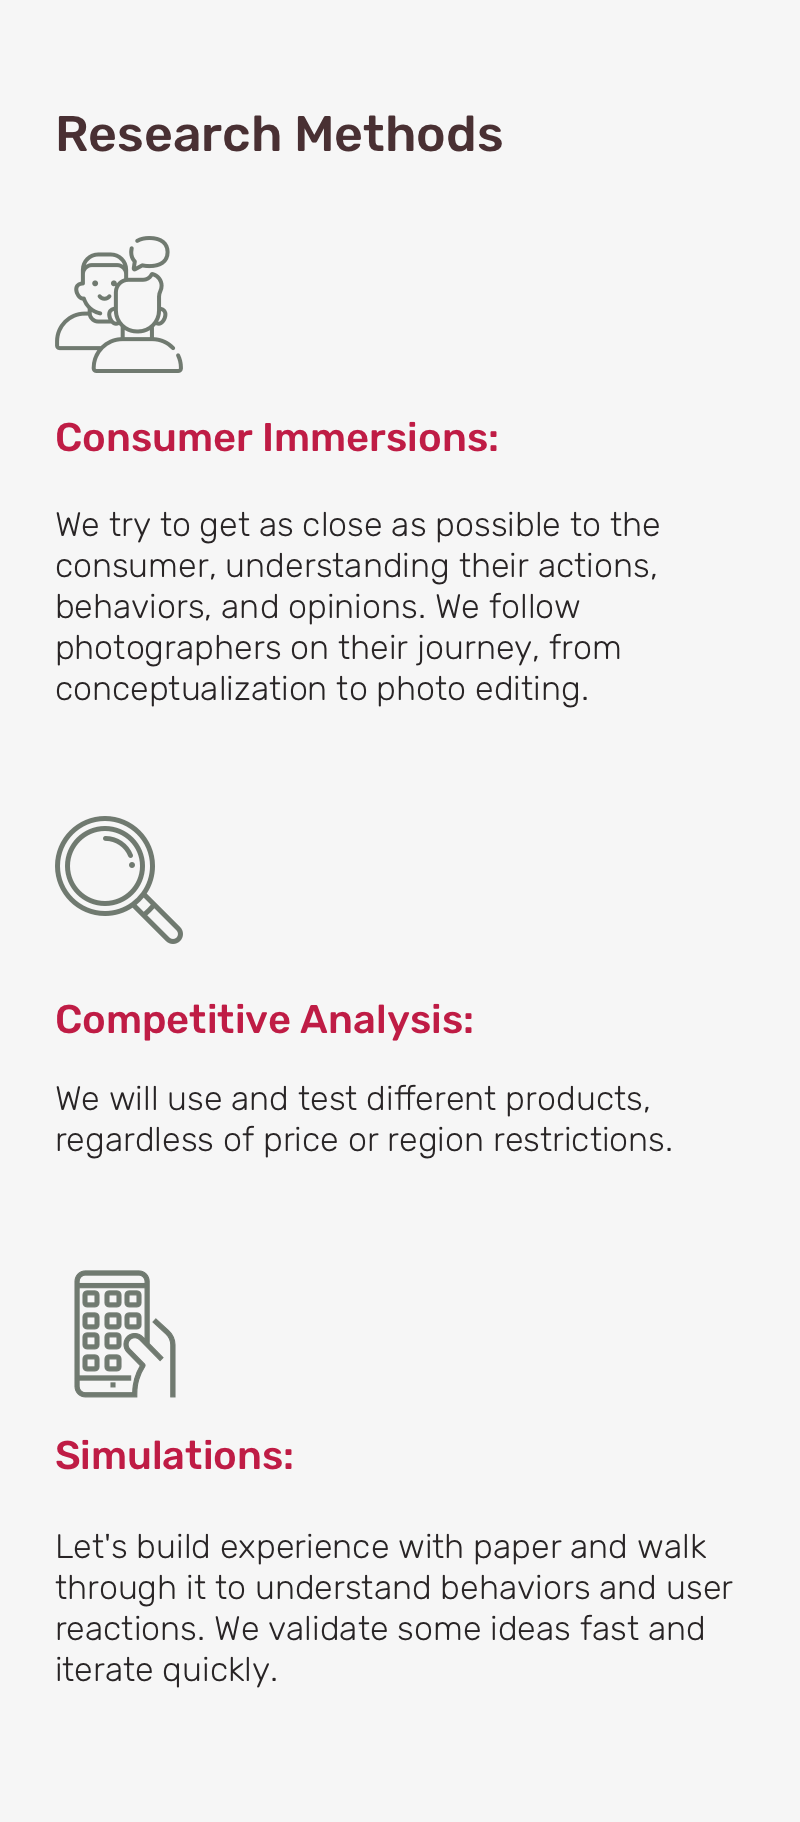 Research Methods
Consumer Immersions:
We try to get as close as possible to the
consumer, understanding their actions,
behaviors, and opinions. We follow
photographers on their journey, from
conceptualization to photo editing.
Competitive Analysis:
We will use and test different products,
regardless of price or region restrictions.
Simulations:
Let's build experience with paper and walk
through it to understand behaviors and user
reactions. We validate some ideas fast and
iterate quickly.